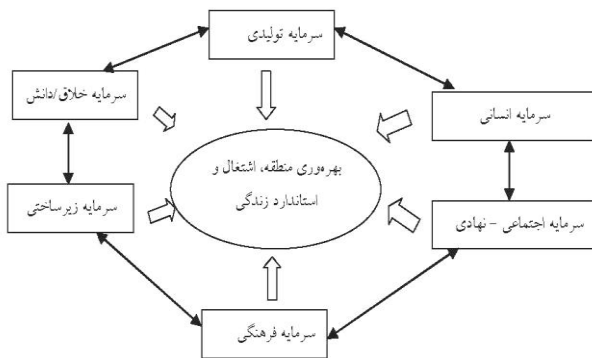 سرمایه تولیدی
سرمایه خلاق/دانش
سرمایه انسانی
بهره‌وری منطقه، اشتغال و
استاندارد زندگی
سرمایه زیرساختی
سرمایه اجتماعی – نهادی
سرمایه فرهنگی